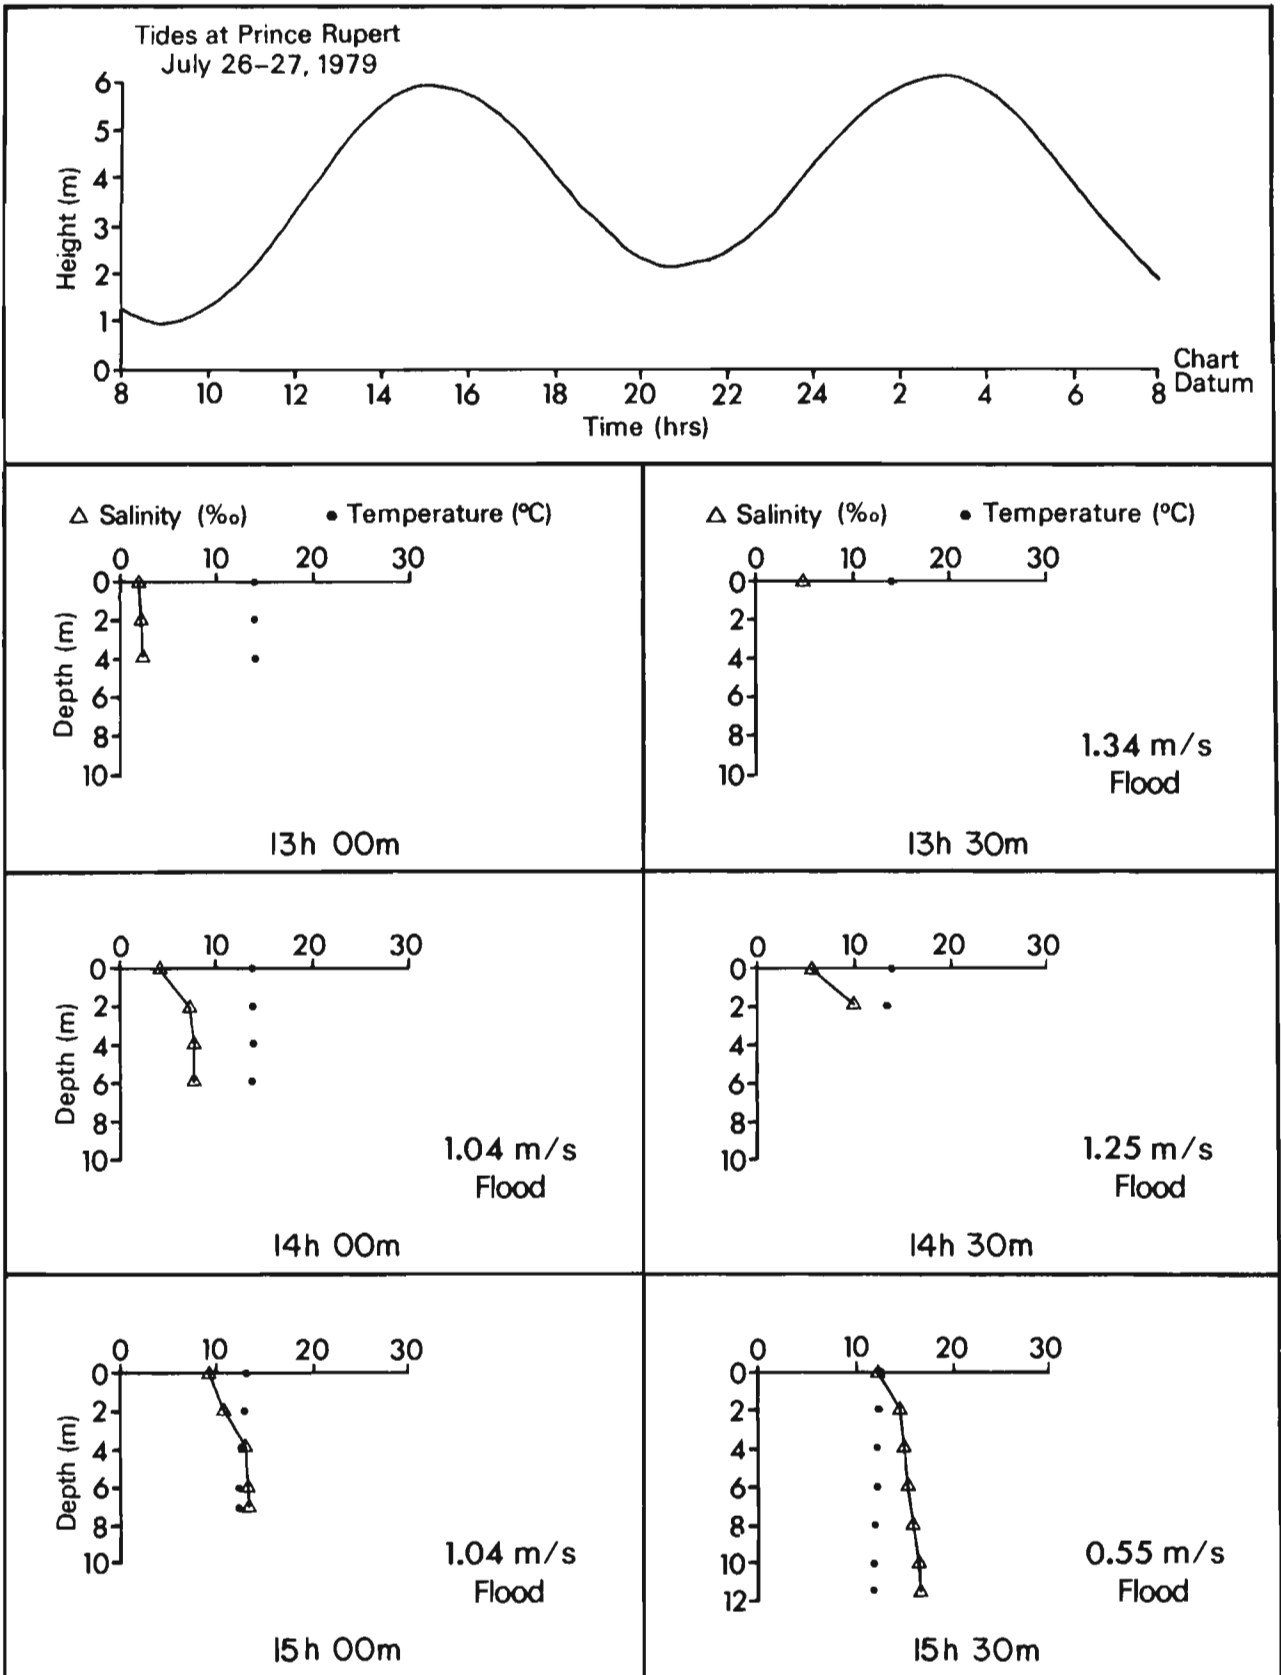 Tides at Prince Rupert
July 26–27, 1979
Height (m)
6
5
4
3
2
1
0
8 10 12 14 16 18 20 22 24 2 4 6 8
Chart
Datum
Time (hrs)
△ Salinity (‰) • Temperature (°C)
0 10 20 30
Depth (m)
0
2
4
6
8
10
13h 00m
△ Salinity (‰) • Temperature (°C)
0 10 20 30
0
2
4
6
8
10
1.34 m/s
Flood
13h 30m
0 10 20 30
Depth (m)
0
2
4
6
8
10
1.04 m/s
Flood
14h 00m
0 10 20 30
0
2
4
6
8
10
1.25 m/s
Flood
14h 30m
0 10 20 30
Depth (m)
0
2
4
6
8
10
1.04 m/s
Flood
15h 00m
0 10 20 30
0
2
4
6
8
10
12
0.55 m/s
Flood
15h 30m